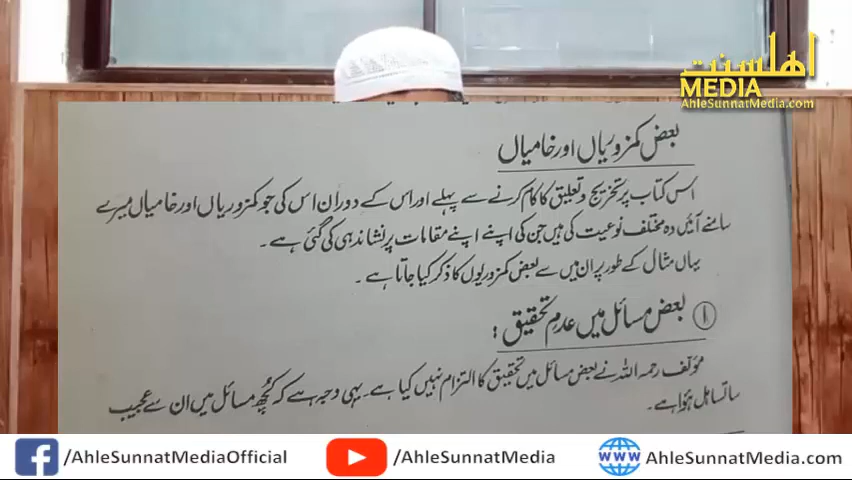 اهلسنت
MEDIA
AhleSunnatMedia.com
بعض کمزوریاں اور خامیاں
اس کتاب پر تخریج و تعلیق کا کام کرنے سے پہلے اور اس کے دوران اس کی جو کمزوریاں اور خامیاں میرے
سامنے آئیں وہ مختلف نوعیت کی ہیں جن کی اپنے اپنے مقامات پر نشاندہی کی گئی ہے۔
یہاں مثال کے طور پر ان میں سے بعض کمزوریوں کا ذکر کیا جاتا ہے۔
① بعض مسائل میں عدم تحقیق:
مؤلف رحمہ اللہ نے بعض مسائل میں تحقیق کا التزام نہیں کیا ہے۔ یہی وجہ ہے کہ کچھ مسائل میں ان سے عجیب
سا تساہل ہؤا ہے۔
/AhleSunnatMediaOfficial
/AhleSunnatMedia
AhleSunnatMedia.com